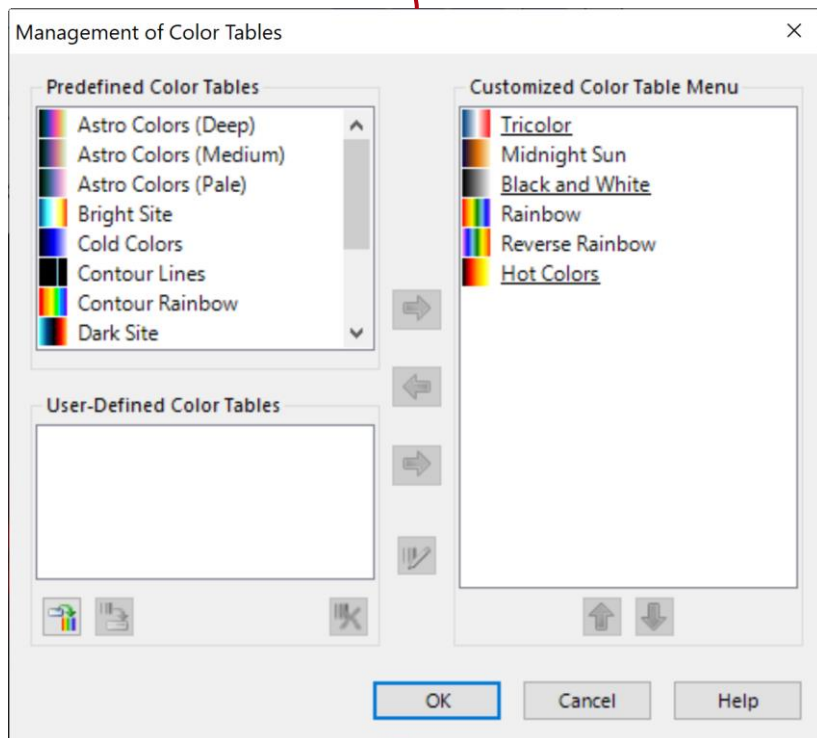 Management of Color Tables
Predefined Color Tables
Astro Colors (Deep)
Astro Colors (Medium)
Astro Colors (Pale)
Bright Site
Cold Colors
Contour Lines
Contour Rainbow
Dark Site
User-Defined Color Tables
Customized Color Table Menu
Tricolor
Midnight Sun
Black and White
Rainbow
Reverse Rainbow
Hot Colors
OK
Cancel
Help